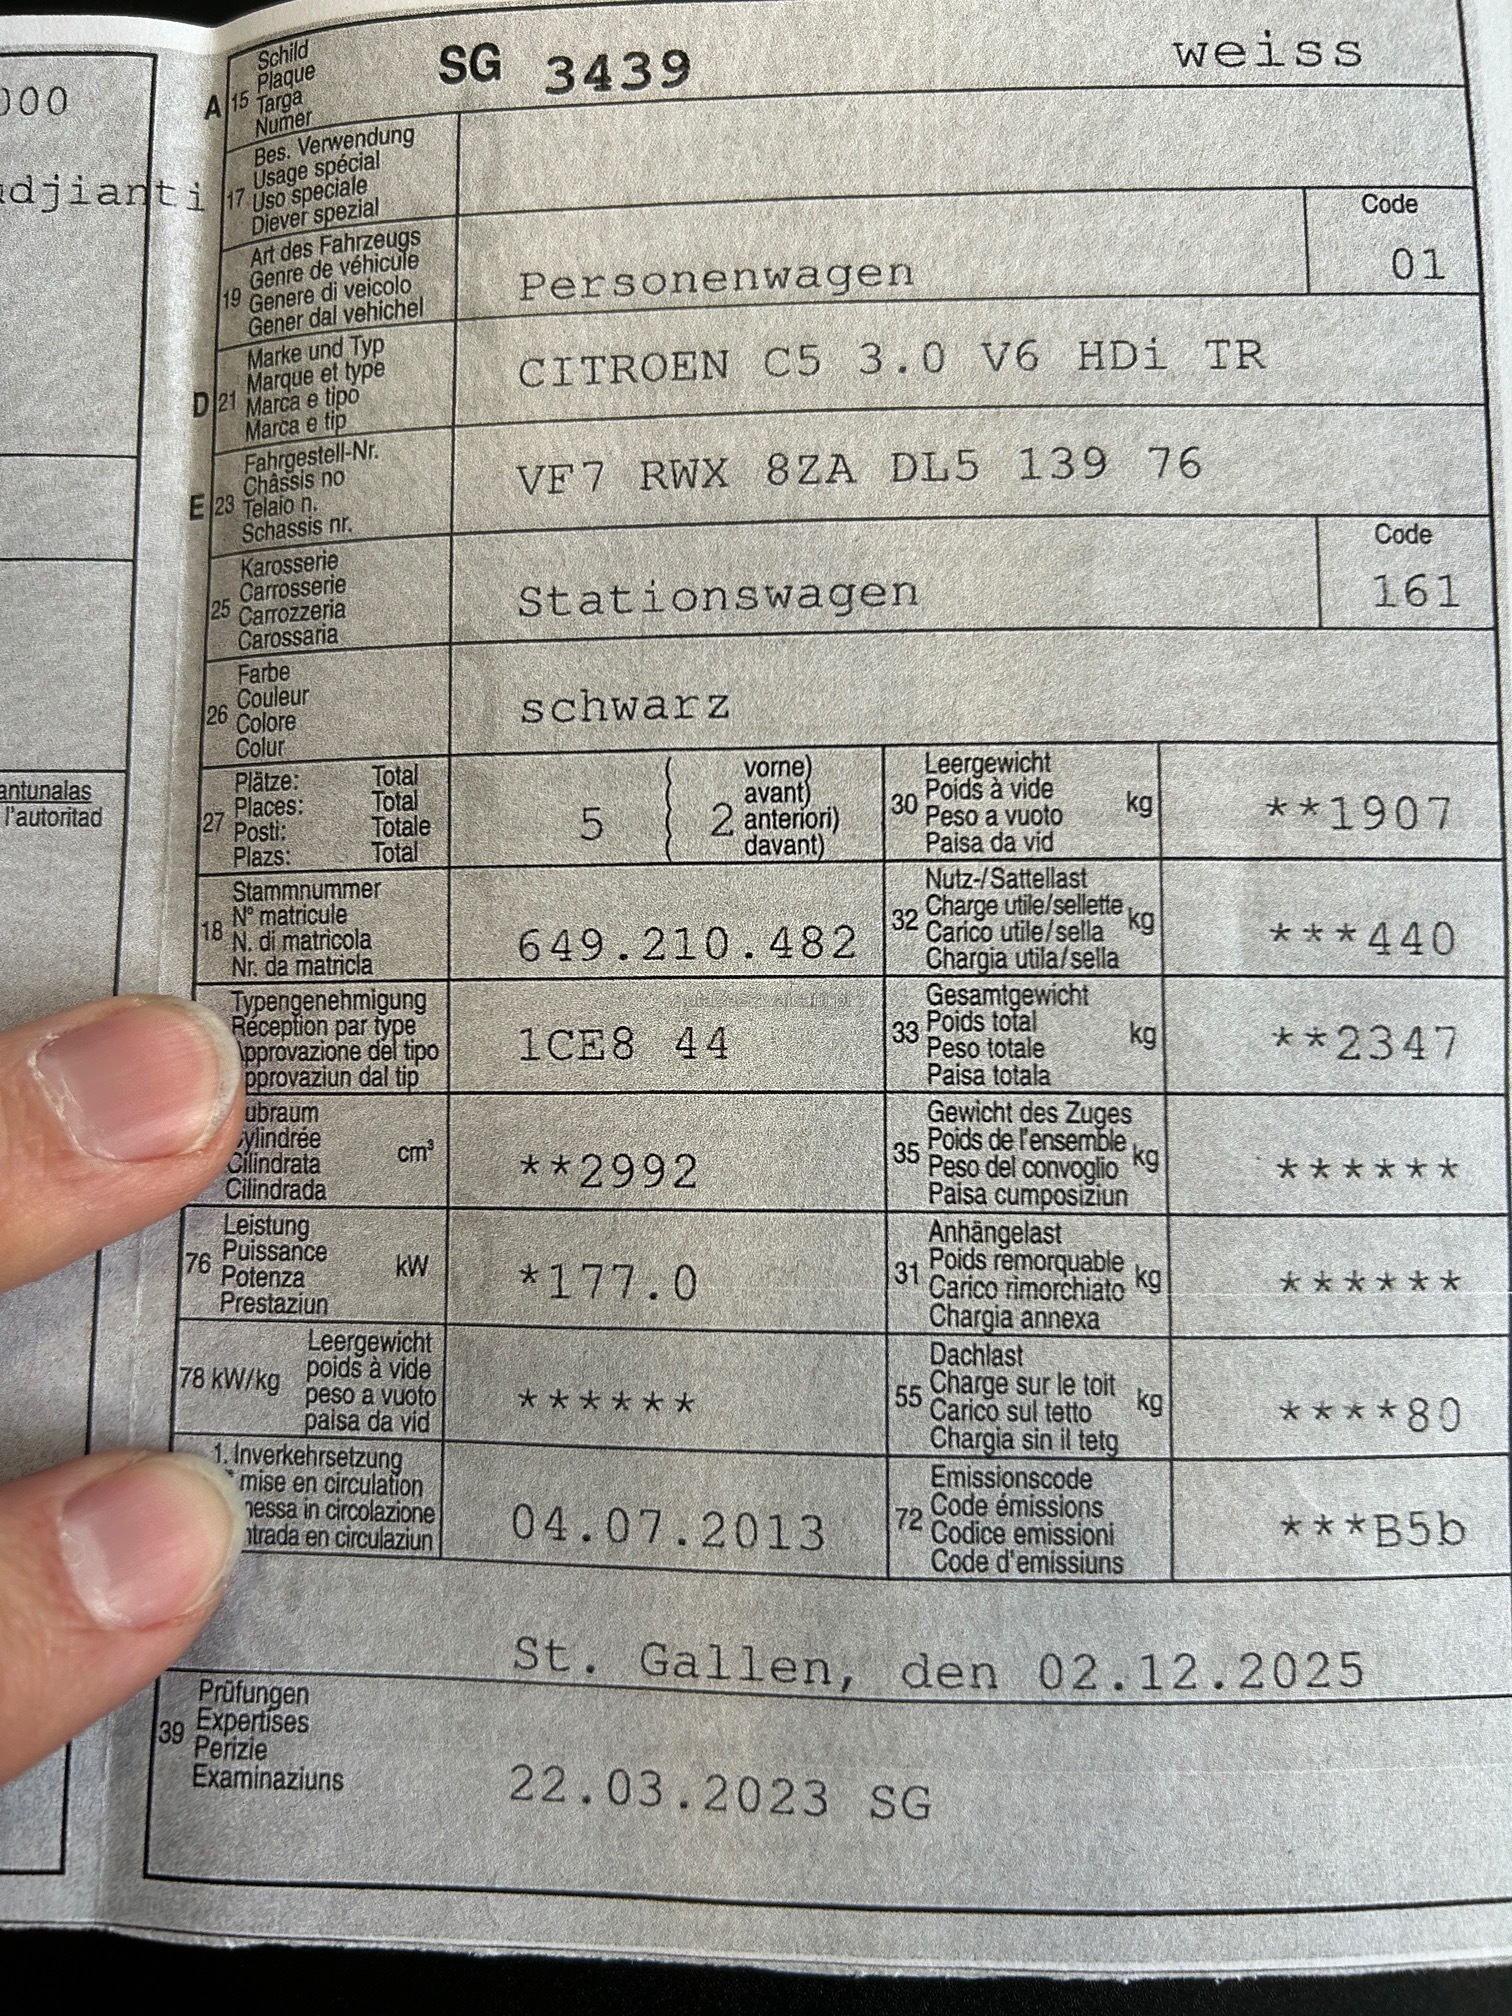 000
djianti
antunalas
l'autoritad
A 15 Schild
Plaque
Targa
Numer
SG 3439 weiss
17 Bes. Verwendung
Usage spécial
Uso speciale
Diever spezial
19 Art des Fahrzeugs
Genre de véhicule
Genere di veicolo
Gener dal vehichel
Personenwagen
Code
01
D 21 Marke und Typ
Marque et type
Marca e tipo
Marca e tip
CITROEN C5 3.0 V6 HDi TR
E 23 Fahrgestell-Nr.
Châssis no
Telaio n.
Schassis nr.
VF7 RWX 8ZA DL5 139 76
25 Karosserie
Carrosserie
Carrozzeria
Carossaria
Stationswagen
Code
161
26 Farbe
Couleur
Colore
Colur
schwarz
27 Plätze: Total
Places: Total
Posti: Totale
Plazs: Total
5 ( 2
vorne)
avant)
anteriori)
davant)
30 Leergewicht
Poids à vide
Peso a vuoto
Paisa da vid
kg
**1907
18 Stammnummer
N° matricule
N. di matricola
Nr. da matricla
649.210.482
32 Nutz-/Sattellast
Charge utile/sellette
Carico utile/sella
Chargia utila/sella
kg
***440
Typengenehmigung
Réception par type
pprovazione del tipo
pprovaziun dal tip
1CE8 44
33 Gesamtgewicht
Poids total
Peso totale
Paisa totala
kg
**2347
ubraum
ylindrée
Cilindrata
Cilindrada
cm³
**2992
35 Gewicht des Zuges
Poids de l'ensemble
Peso del convoglio
Paisa cumposiziun
kg
******
76 Leistung
Puissance
Potenza
Prestaziun
kW
*177.0
31 Anhängelast
Poids remorquable
Carico rimorchiato
Chargia annexa
kg
******
78 kW/kg
Leergewicht
poids à vide
peso a vuoto
paisa da vid
******
55 Dachlast
Charge sur le toit
Carico sul tetto
Chargia sin il tetg
kg
****80
1. Inverkehrsetzung
mise en circulation
messa in circolazione
ntrada en circulaziun
04.07.2013
72 Emissionscode
Code émissions
Codice emissioni
Code d'emissiuns
***B5b
St. Gallen, den 02.12.2025
39 Prüfungen
Expertises
Perizie
Examinaziuns
22.03.2023 SG